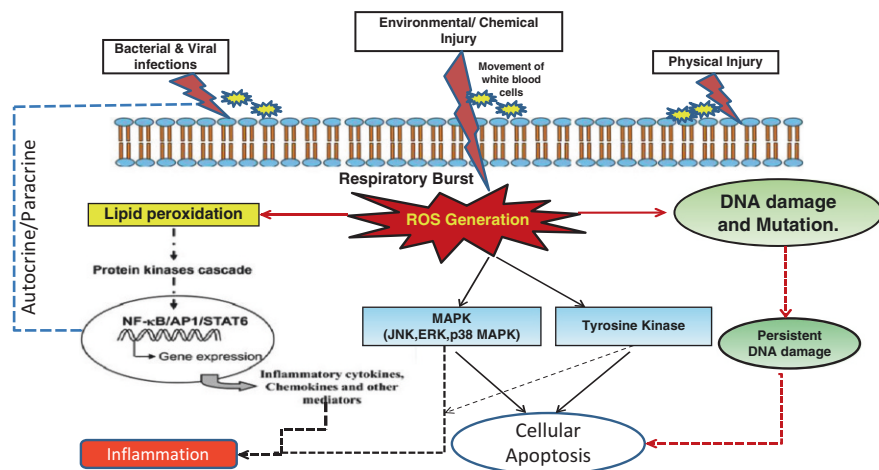 Bacterial & Viral
infections
Environmental/ Chemical
Injury
Movement of
white blood
cells
Physical Injury
Autocrine/Paracrine
Respiratory Burst
Lipid peroxidation
ROS Generation
DNA damage
and Mutation.
Protein kinases cascade
NF-κB/AP1/STAT6
Gene expression
MAPK
(JNK,ERK,p38 MAPK)
Tyrosine Kinase
Persistent
DNA damage
Inflammatory cytokines,
Chemokines and other
mediators
Inflammation
Cellular
Apoptosis